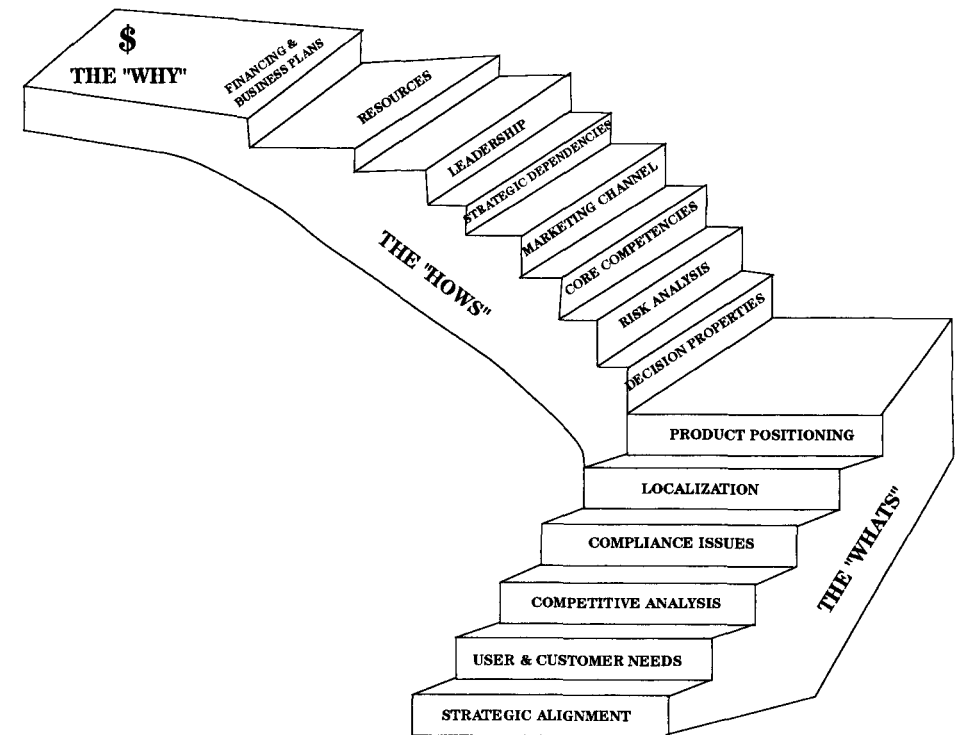 $
THE "WHY"
FINANCING &
BUSINESS PLANS
RESOURCES
LEADERSHIP
STRATEGIC DEPENDENCIES
MARKETING CHANNEL
CORE COMPETENCIES
RISK ANALYSIS
DECISION PROPERTIES
THE "HOWS"
PRODUCT POSITIONING
LOCALIZATION
COMPLIANCE ISSUES
COMPETITIVE ANALYSIS
USER & CUSTOMER NEEDS
STRATEGIC ALIGNMENT
THE "WHATS"